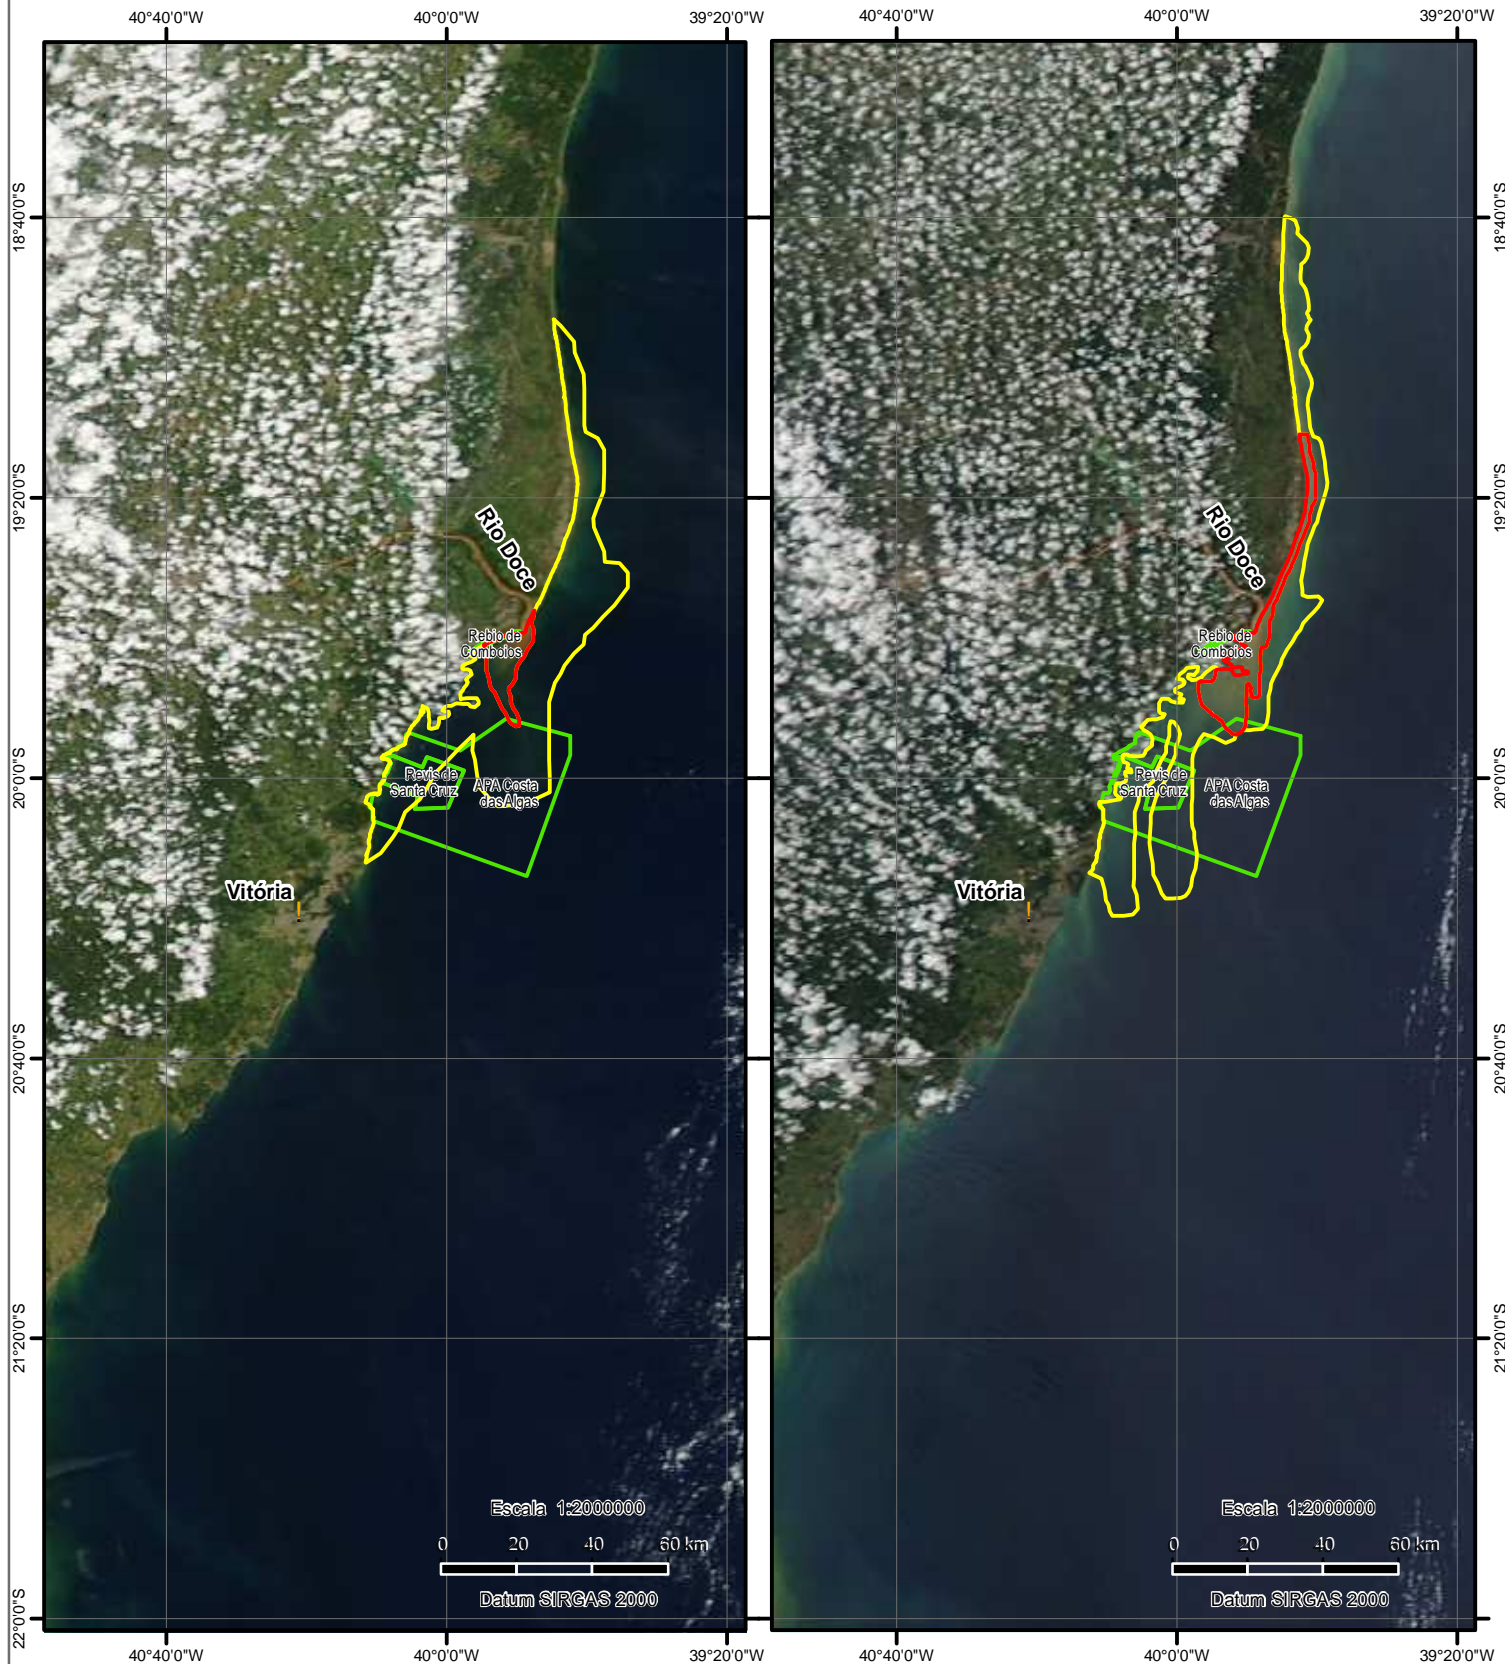 40°40'0"W 40°0'0"W 39°20'0"W 40°40'0"W 40°0'0"W 39°20'0"W
18°40'0"S
19°20'0"S
20°0'0"S
20°40'0"S
21°20'0"S
22°0'0"S
Rio Doce
Rebio de
Comboios
Revis de
Santa Cruz
APA Costa
das Algas
Vitória
Escala 1:2000000
0 20 40 60 km
Datum SIRGAS 2000
Rio Doce
Rebio de
Comboios
Revis de
Santa Cruz
APA Costa
das Algas
Vitória
Escala 1:2000000
0 20 40 60 km
Datum SIRGAS 2000
18°40'0"S
19°20'0"S
20°0'0"S
20°40'0"S
21°20'0"S
40°40'0"W 40°0'0"W 39°20'0"W 40°40'0"W 40°0'0"W 39°20'0"W